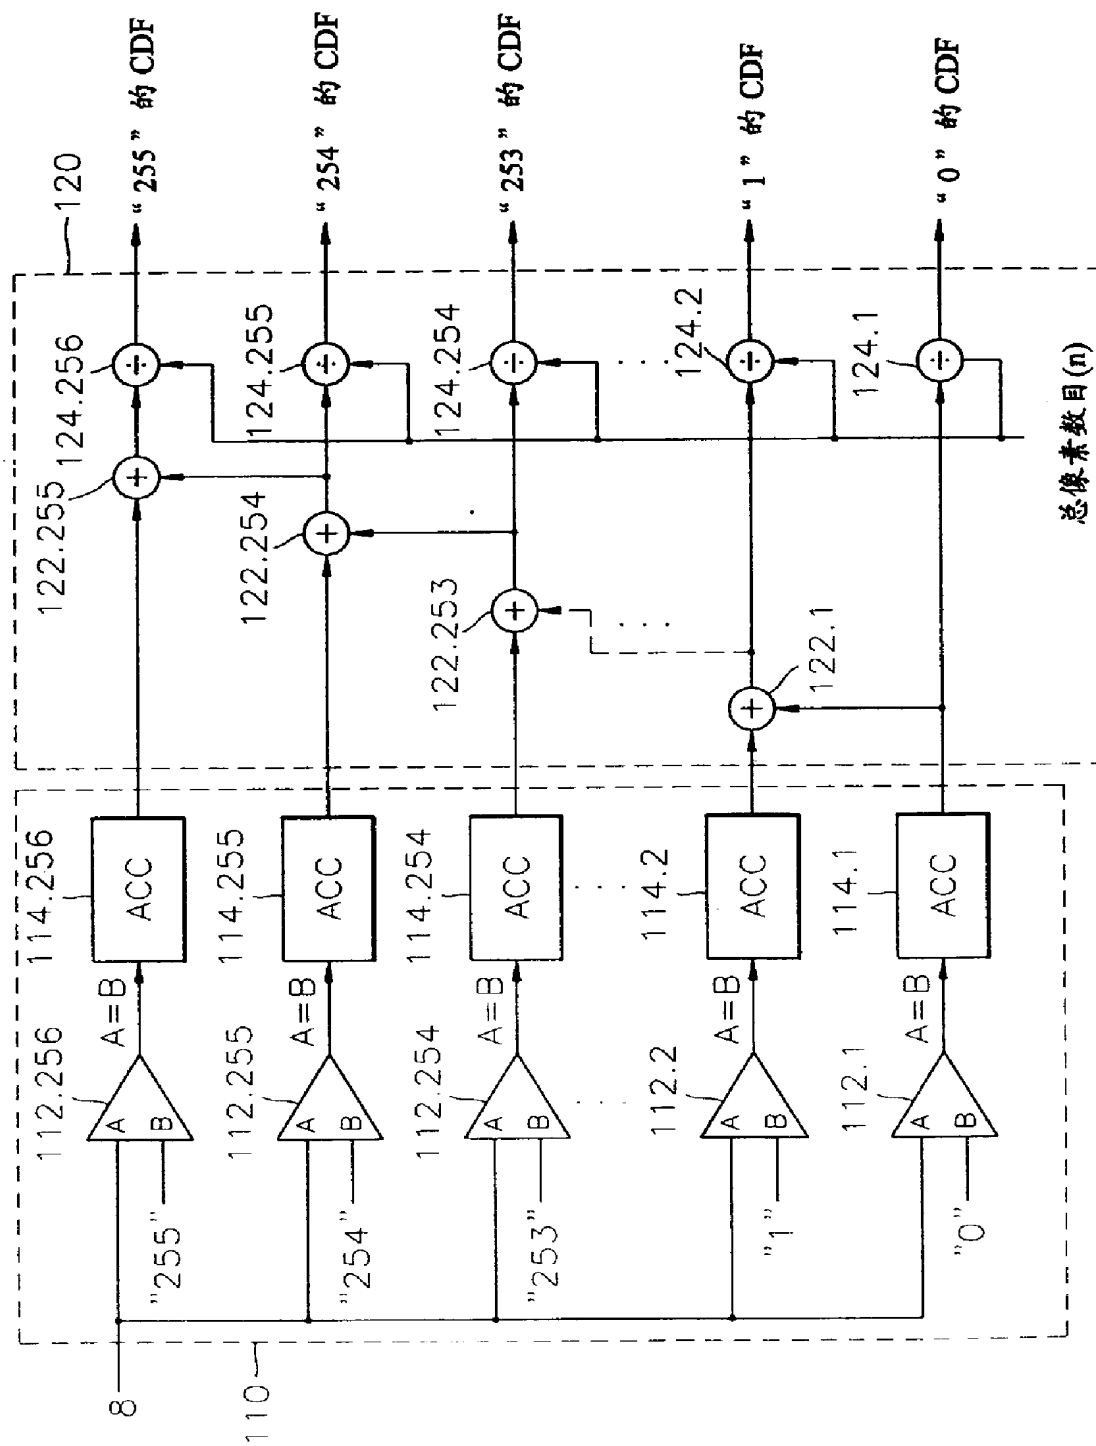 110
8
112.256
114.256
122.255
124.256
120
A
B
A=B
ACC
+
÷
“255” 的 CDF
"255"
112.255
114.255
122.254
124.255
A
B
A=B
ACC
+
÷
“254” 的 CDF
"254"
112.254
114.254
122.253
124.254
A
B
A=B
ACC
+
÷
“253” 的 CDF
"253"
112.2
114.2
122.1
124.2
A
B
A=B
ACC
+
÷
“1” 的 CDF
"1"
112.1
114.1
124.1
A
B
A=B
ACC
÷
“0” 的 CDF
"0"
总像素数目(n)